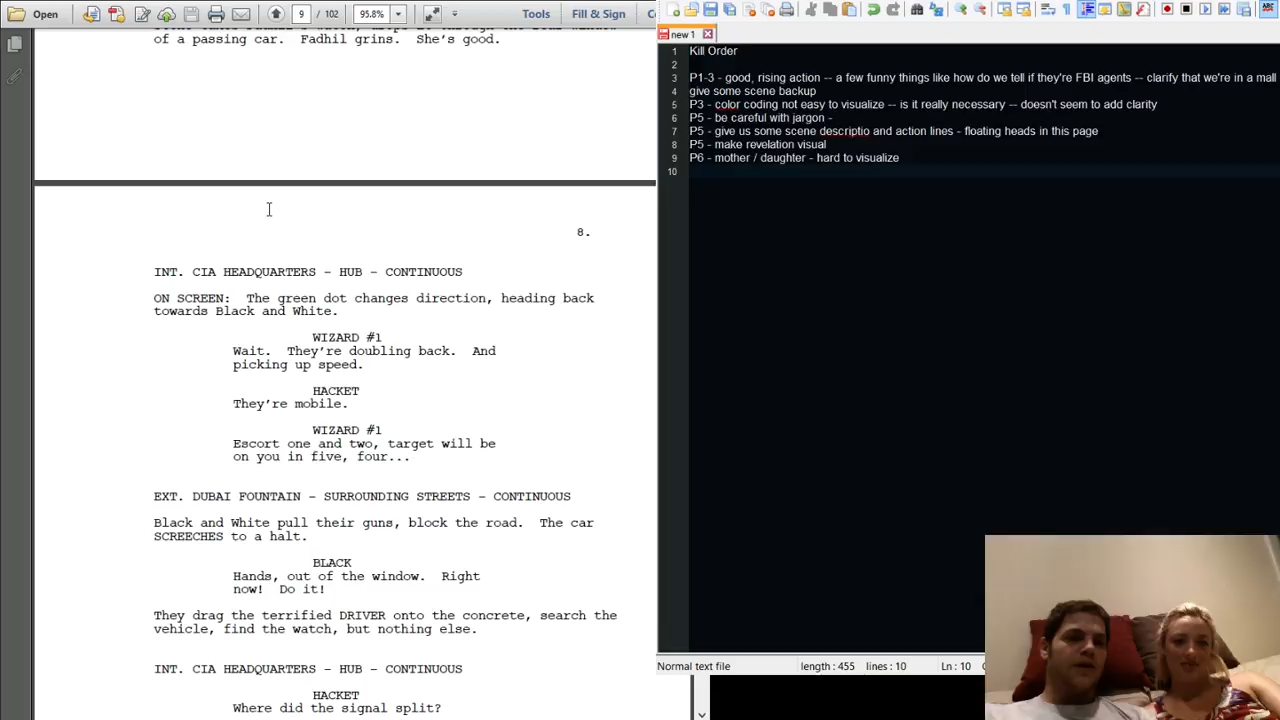 Open
9
/ 102
95.8%
Tools
Fill & Sign
of a passing car.  Fadhil grins.  She's good.
8.
INT. CIA HEADQUARTERS - HUB - CONTINUOUS
ON SCREEN:  The green dot changes direction, heading back
towards Black and White.
WIZARD #1
Wait.  They're doubling back.  And
picking up speed.
HACKET
They're mobile.
WIZARD #1
Escort one and two, target will be
on you in five, four...
EXT. DUBAI FOUNTAIN - SURROUNDING STREETS - CONTINUOUS
Black and White pull their guns, block the road.  The car
SCREECHES to a halt.
BLACK
Hands, out of the window.  Right
now!  Do it!
They drag the terrified DRIVER onto the concrete, search the
vehicle, find the watch, but nothing else.
INT. CIA HEADQUARTERS - HUB - CONTINUOUS
HACKET
Where did the signal split?
new 1
1 Kill Order
2
3 P1-3 - good, rising action -- a few funny things like how do we tell if they're FBI agents -- clarify that we're in a mall
4 give some scene backup
5 P3 - color coding not easy to visualize -- is it really necessary -- doesn't seem to add clarity
6 P5 - be careful with jargon -
7 P5 - give us some scene descriptio and action lines - floating heads in this page
8 P5 - make revelation visual
9 P6 - mother / daughter - hard to visualize
10
Normal text file
length : 455
lines : 10
Ln : 10